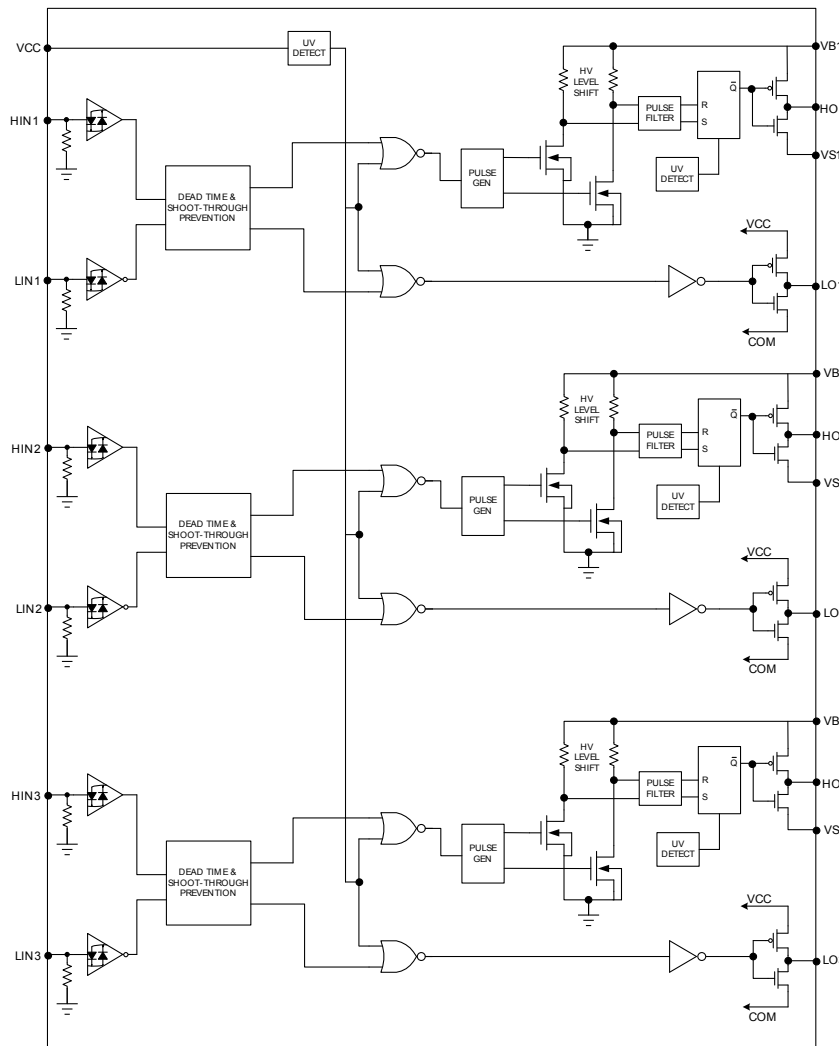 VCC
UV
DETECT
VB1
HV
LEVEL
SHIFT
HIN1
PULSE
FILTER
R
S
Q̄
HO
VS1
DEAD TIME &
SHOOT-THROUGH
PREVENTION
PULSE
GEN
UV
DETECT
VCC
LIN1
LO1
COM
VB
HV
LEVEL
SHIFT
HIN2
PULSE
FILTER
R
S
Q̄
HO
VS
DEAD TIME &
SHOOT-THROUGH
PREVENTION
PULSE
GEN
UV
DETECT
VCC
LIN2
LO
COM
VB
HV
LEVEL
SHIFT
HIN3
PULSE
FILTER
R
S
Q̄
HO
VS
DEAD TIME &
SHOOT-THROUGH
PREVENTION
PULSE
GEN
UV
DETECT
VCC
LIN3
LO
COM